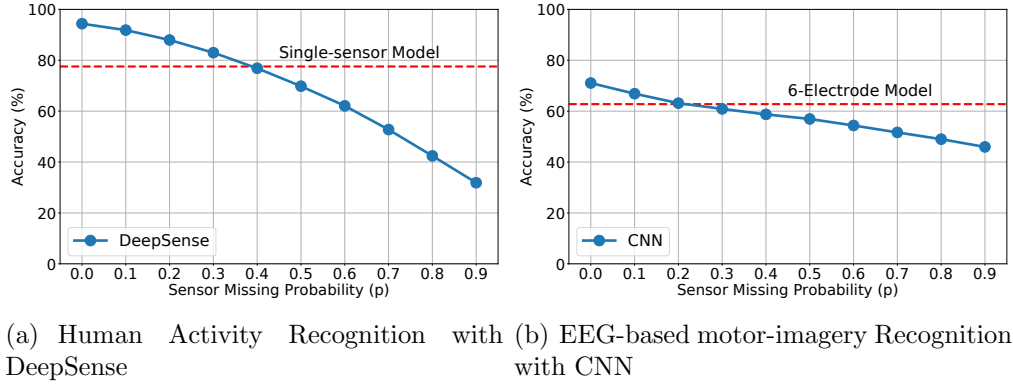 100
80
60
40
20
0
Accuracy (%)
Single-sensor Model
DeepSense
0.0 0.1 0.2 0.3 0.4 0.5 0.6 0.7 0.8 0.9
Sensor Missing Probability (p)
100
80
60
40
20
0
Accuracy (%)
6-Electrode Model
CNN
0.0 0.1 0.2 0.3 0.4 0.5 0.6 0.7 0.8 0.9
Sensor Missing Probability (p)
(a) Human Activity Recognition with
DeepSense
(b) EEG-based motor-imagery Recognition
with CNN